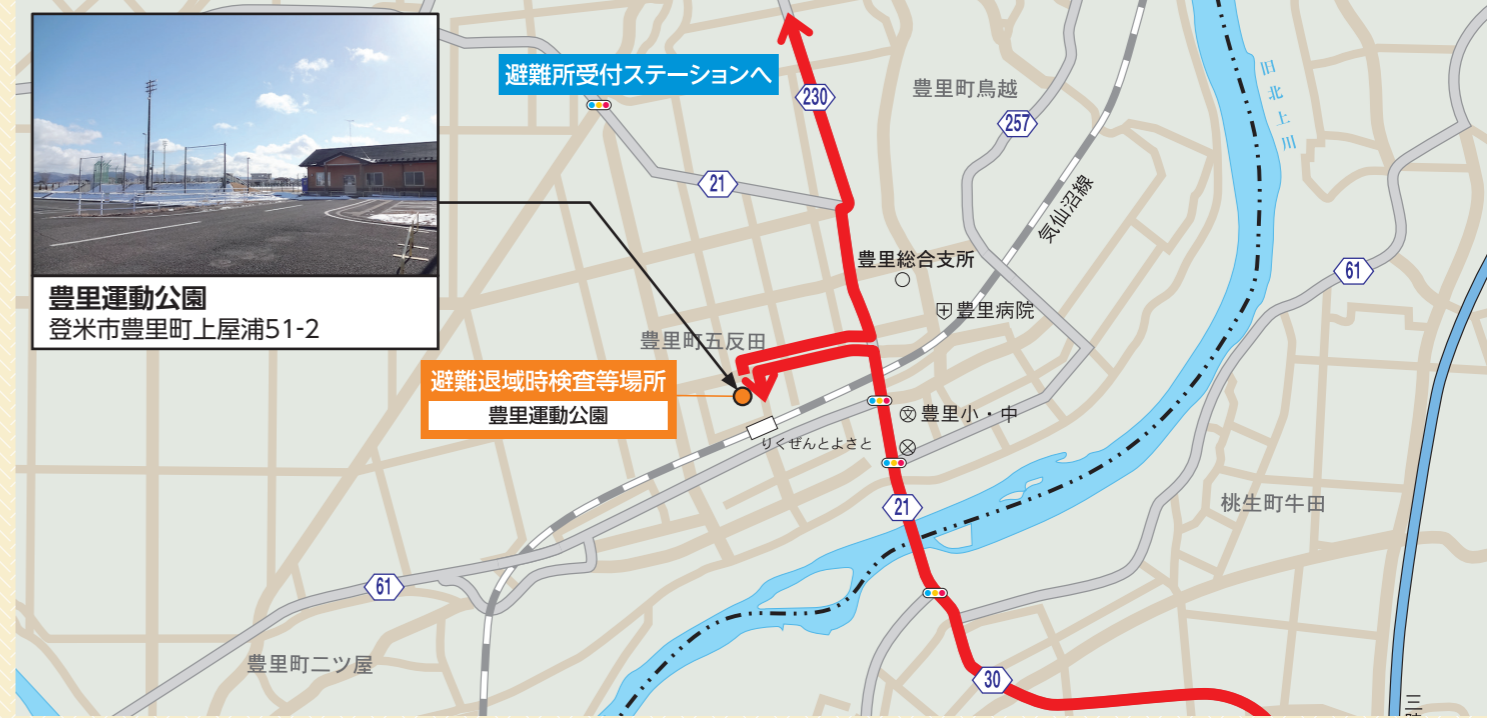 避難所受付ステーションへ
230
豊里町鳥越
257
旧北上川
21
気仙沼線
豊里総合支所
61
豊里運動公園
登米市豊里町上屋浦51-2
豊里病院
豊里町五反田
避難退域時検査等場所
豊里運動公園
豊里小・中
りくぜんとよさと
21
桃生町牛田
61
豊里町二ツ屋
30
三